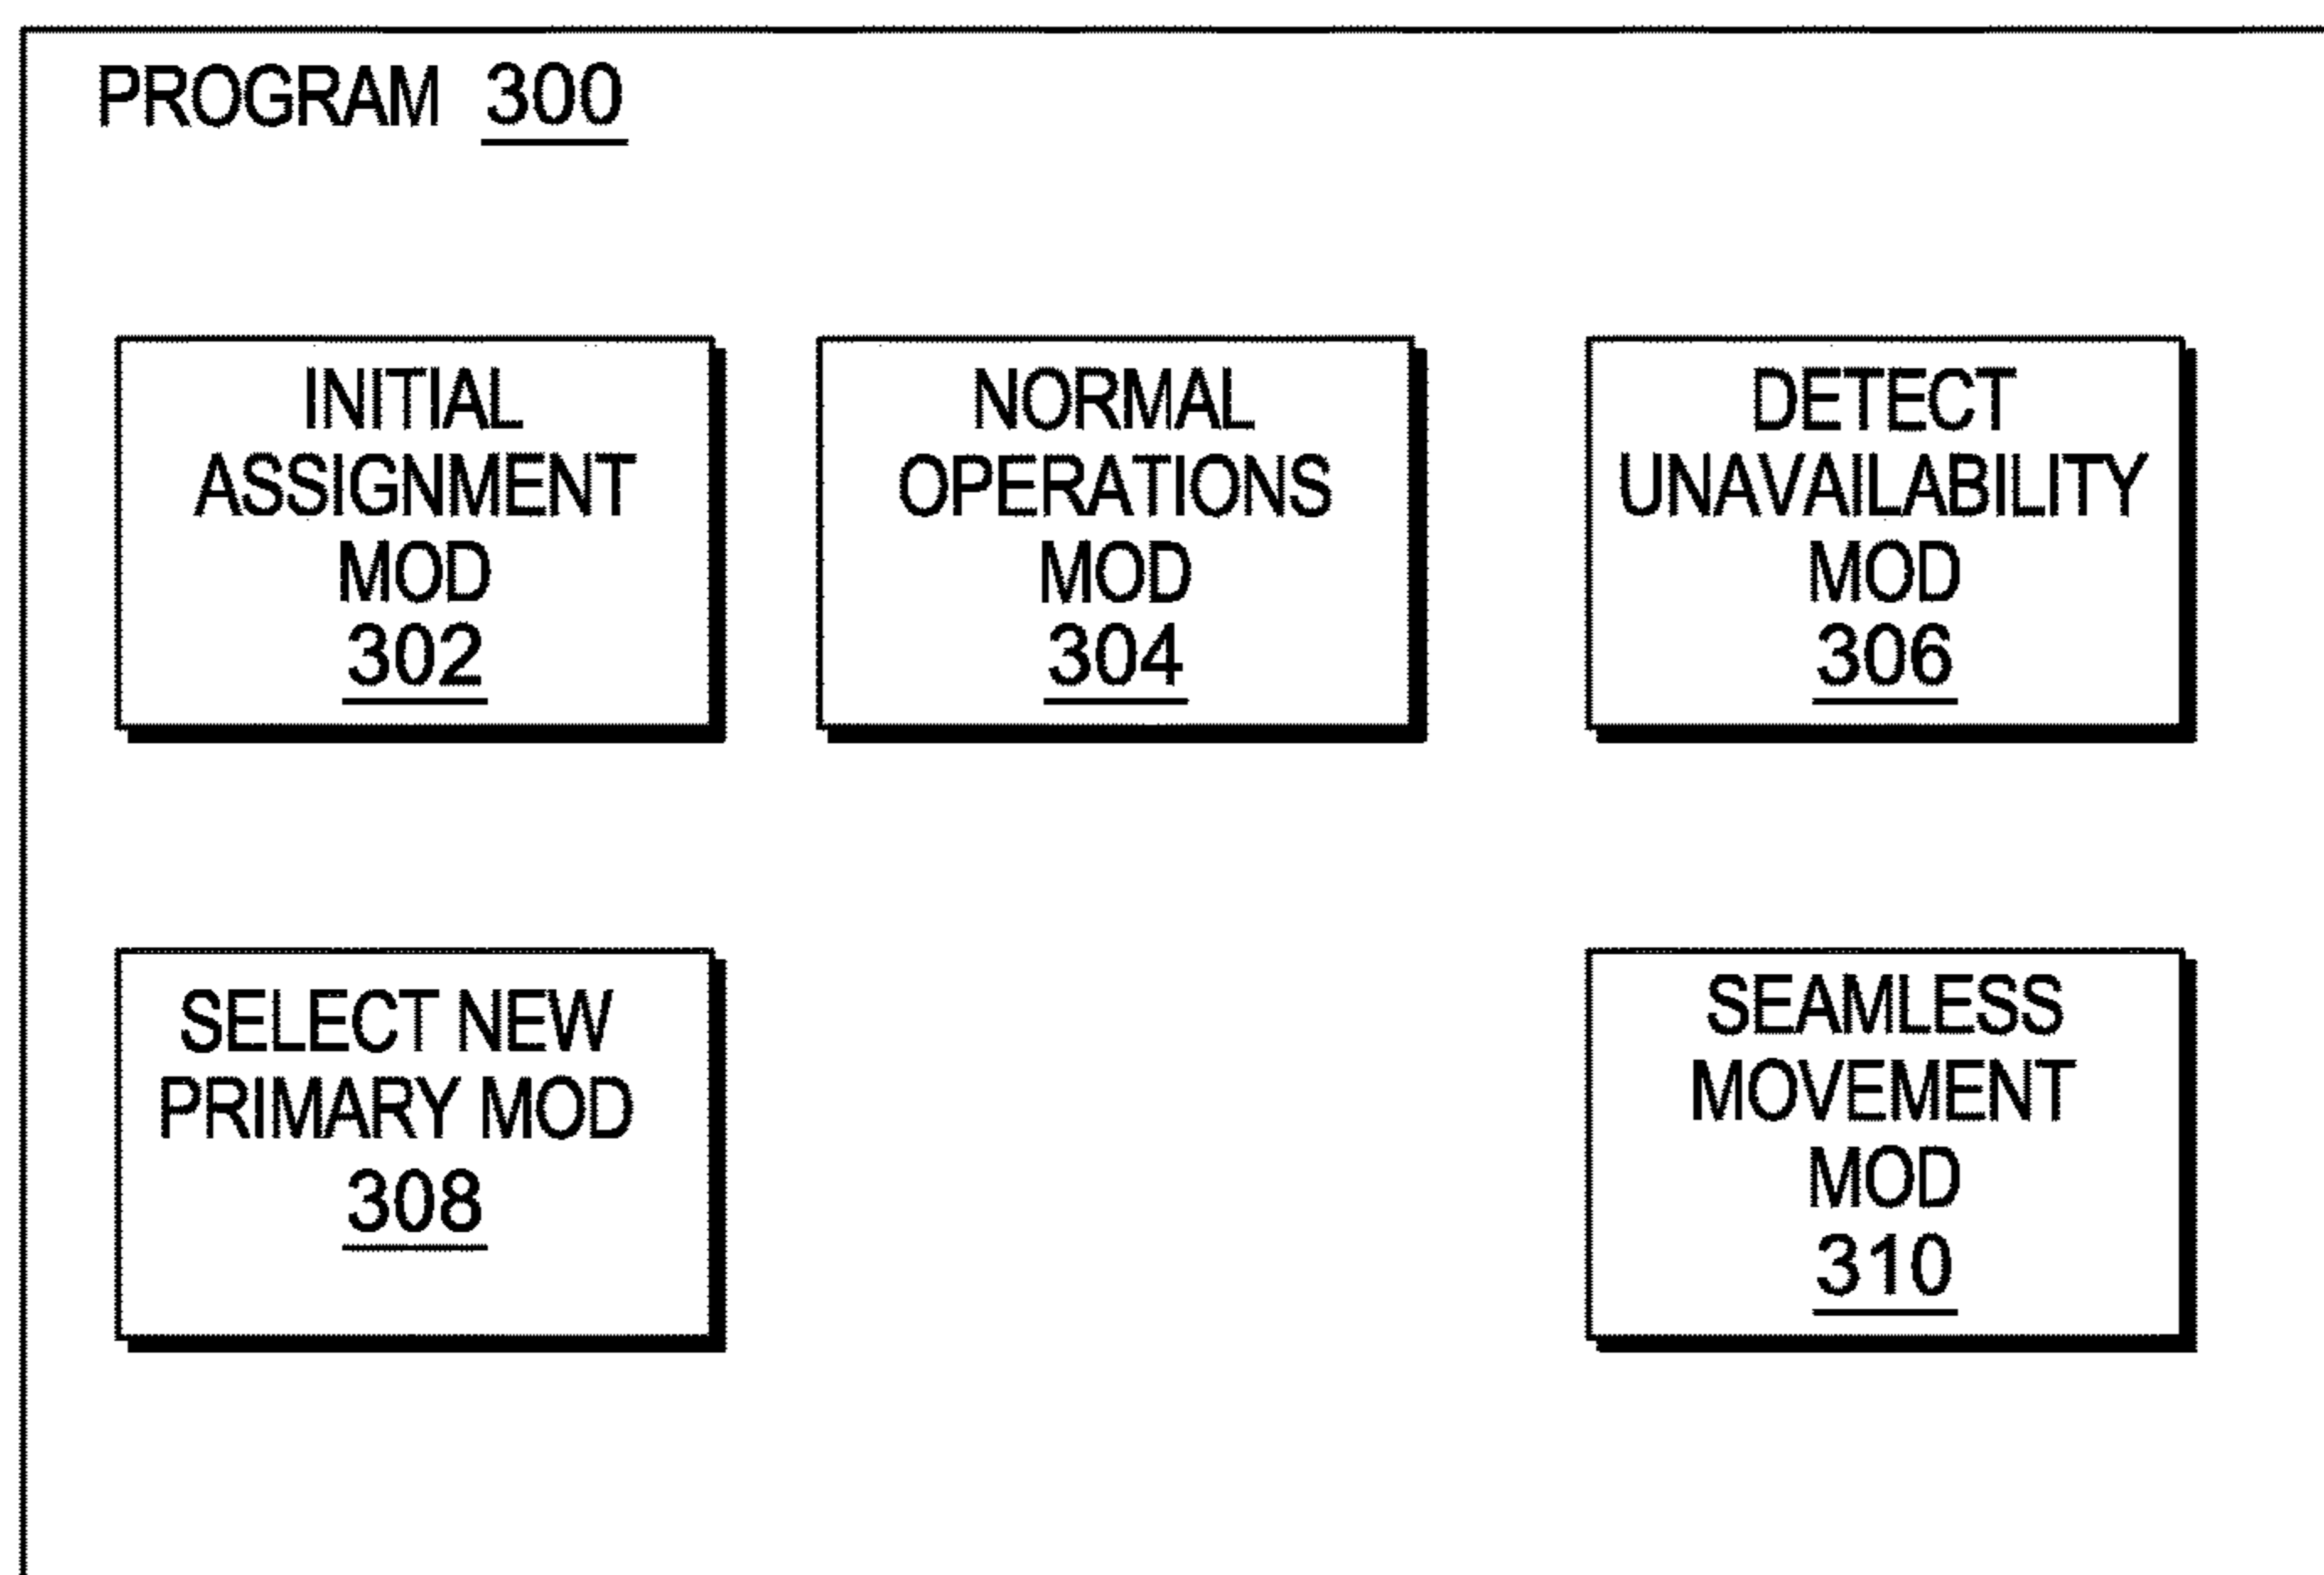 PROGRAM 300
INITIAL
ASSIGNMENT
MOD
302
NORMAL
OPERATIONS
MOD
304
DETECT
UNAVAILABILITY
MOD
306
SELECT NEW
PRIMARY MOD
308
SEAMLESS
MOVEMENT
MOD
310